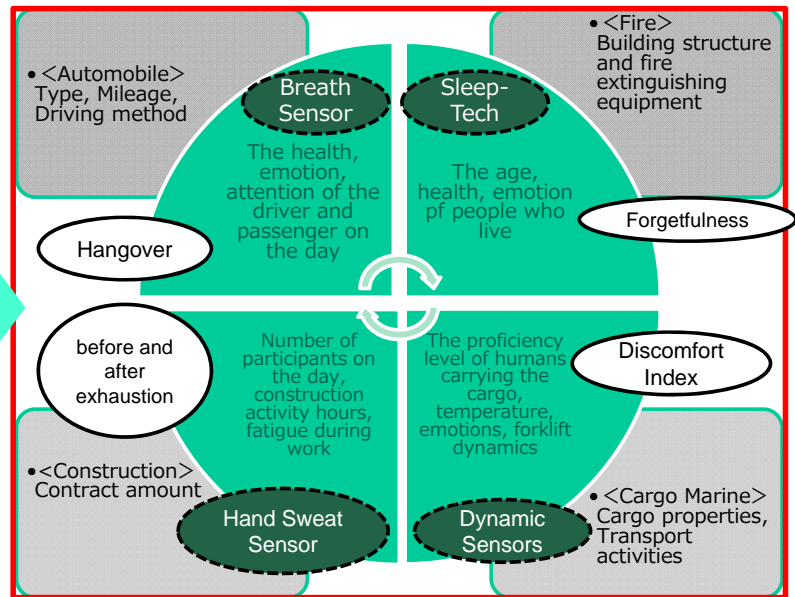 • <Automobile>
Type, Mileage,
Driving method
Breath
Sensor
The health,
emotion,
attention of the
driver and
passenger on
the day
Hangover
• <Fire>
Building structure
and fire
extinguishing
equipment
Sleep-
Tech
The age,
health, emotion
pf people who
live
Forgetfulness
before and
after
exhaustion
Number of
participants on
the day,
construction
activity hours,
fatigue during
work
• <Construction>
Contract amount
Hand Sweat
Sensor
The proficiency
level of humans
carrying the
cargo,
temperature,
emotions, forklift
dynamics
Discomfort
Index
Dynamic
Sensors
• <Cargo Marine>
Cargo properties,
Transport
activities